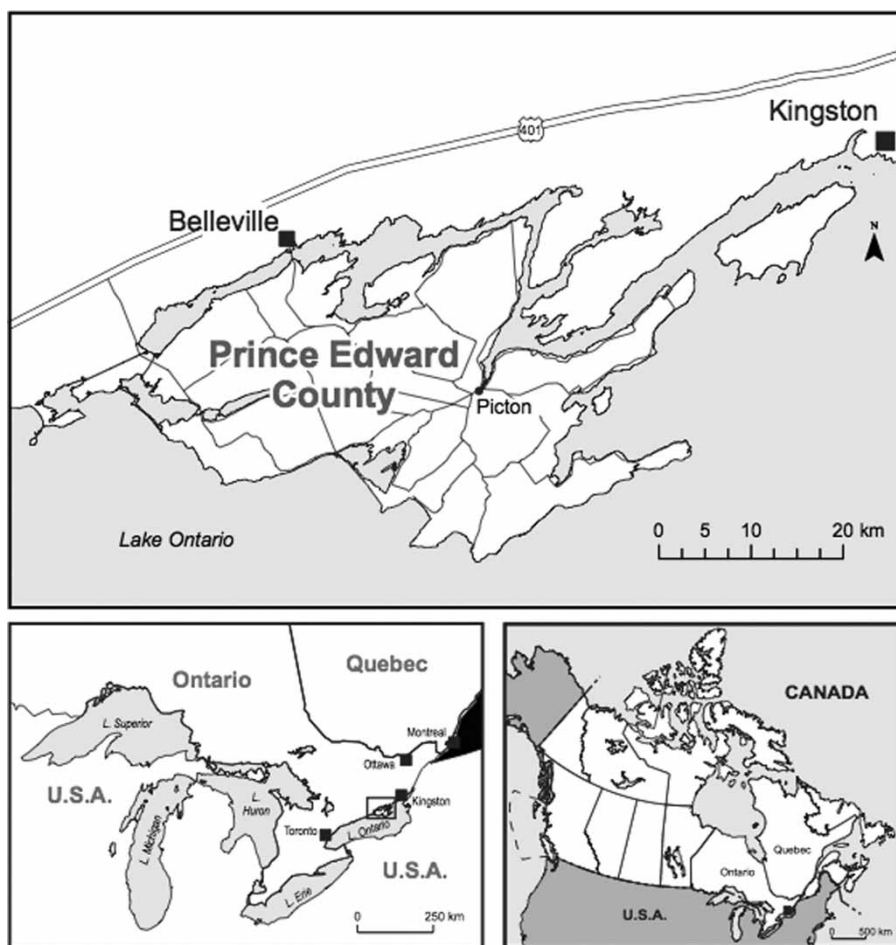 Kingston
401
Belleville
N
Prince Edward
County
Picton
Lake Ontario
0 5 10 20 km
Ontario
Quebec
L. Superior
Montreal
Ottawa
U.S.A.
L.
Huron
Kingston
L. Michigan
Toronto
L. Ontario
U.S.A.
L. Erie
0 250 km
CANADA
Quebec
Ontario
U.S.A.
0 500 km